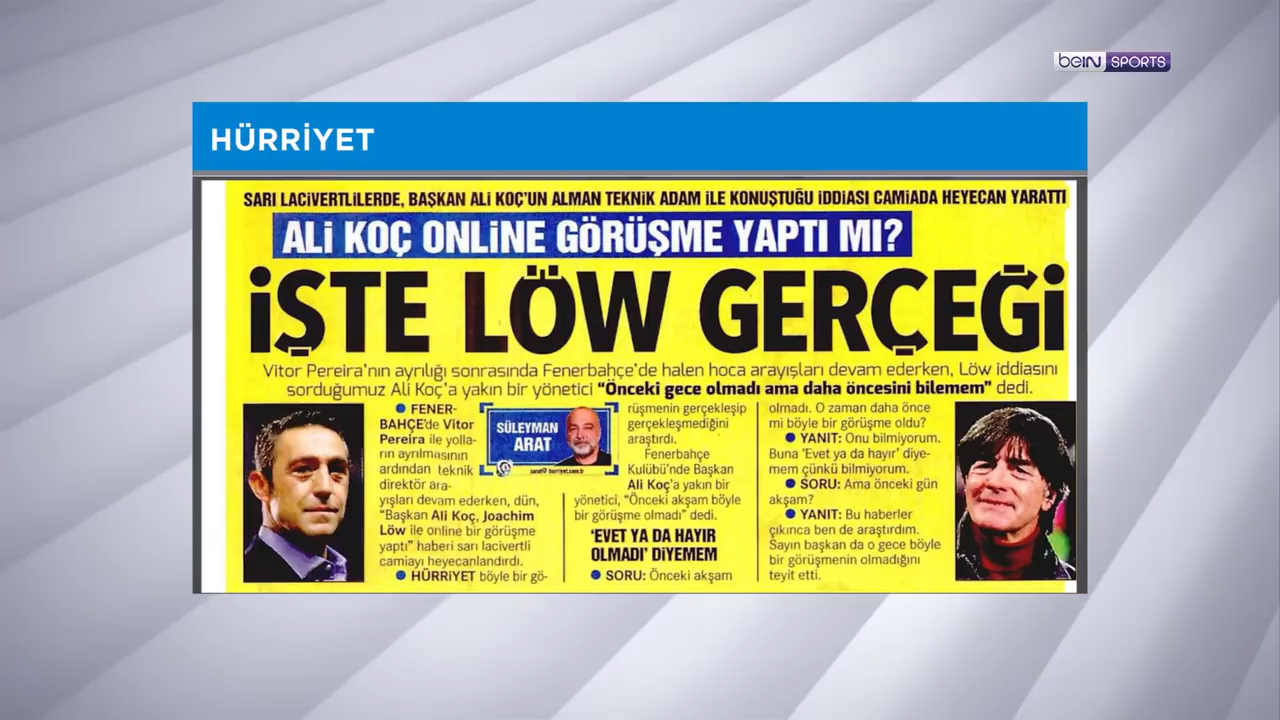 beIN SPORTS
HÜRRİYET
SARI LACİVERTLİLERDE, BAŞKAN ALİ KOÇ'UN ALMAN TEKNİK ADAM İLE KONUŞTUĞU İDDİASI CAMİADA HEYECAN YARATTI
ALİ KOÇ ONLİNE GÖRÜŞME YAPTI MI?
İŞTE LÖW GERÇEĞİ
Vitor Pereira'nın ayrılığı sonrasında Fenerbahçe'de halen hoca arayışları devam ederken, Löw iddiasını
sorduğumuz Ali Koç'a yakın bir yönetici “Önceki gece olmadı ama daha öncesini bilemem” dedi.
● FENER-
BAHÇE'de Vitor
Pereira ile yolla-
rın ayrılmasının
ardından teknik
direktör ara-
yışları devam ederken, dün,
“Başkan Ali Koç, Joachim
Löw ile online bir görüşme
yaptı” haberi sarı lacivertli
camiayı heyecanlandırdı.
● HÜRRİYET böyle bir gö-
SÜLEYMAN
ARAT
sarat@hurriyet.com.tr
rüşmenin gerçekleşip
gerçekleşmediğini
araştırdı.
Fenerbahçe
Kulübü'nde Başkan
Ali Koç'a yakın bir
yönetici, “Önceki akşam böyle
bir görüşme olmadı” dedi.
‘EVET YA DA HAYIR
OLMADI’ DİYEMEM
● SORU: Önceki akşam
olmadı. O zaman daha önce
mi böyle bir görüşme oldu?
● YANIT: Onu bilmiyorum.
Buna ‘Evet ya da hayır’ diye-
mem çünkü bilmiyorum.
● SORU: Ama önceki gün
akşam?
● YANIT: Bu haberler
çıkınca ben de araştırdım.
Sayın başkan da o gece böyle
bir görüşmenin olmadığını
teyit etti.